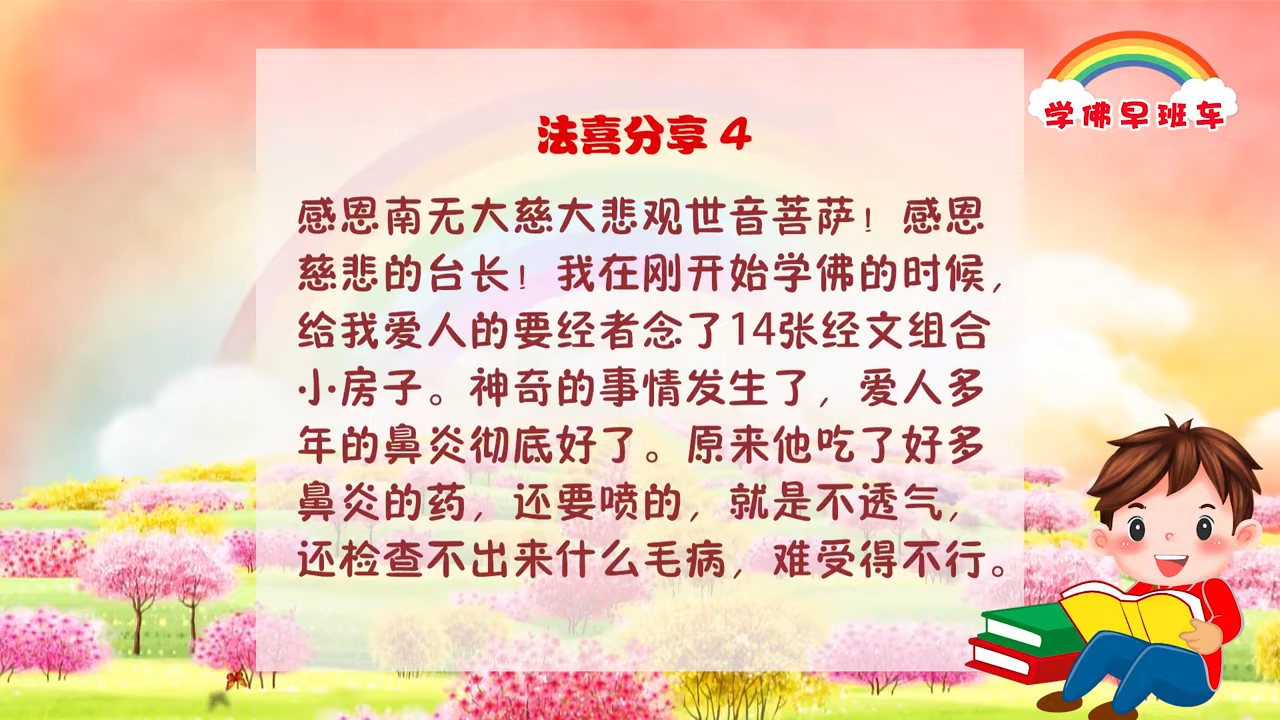 学佛早班车
法喜分享 4
感恩南无大慈大悲观世音菩萨！感恩
慈悲的台长！我在刚开始学佛的时候，
给我爱人的要经者念了14张经文组合
小房子。神奇的事情发生了，爱人多
年的鼻炎彻底好了。原来他吃了好多
鼻炎的药，还要喷的，就是不透气，
还检查不出来什么毛病，难受得不行。